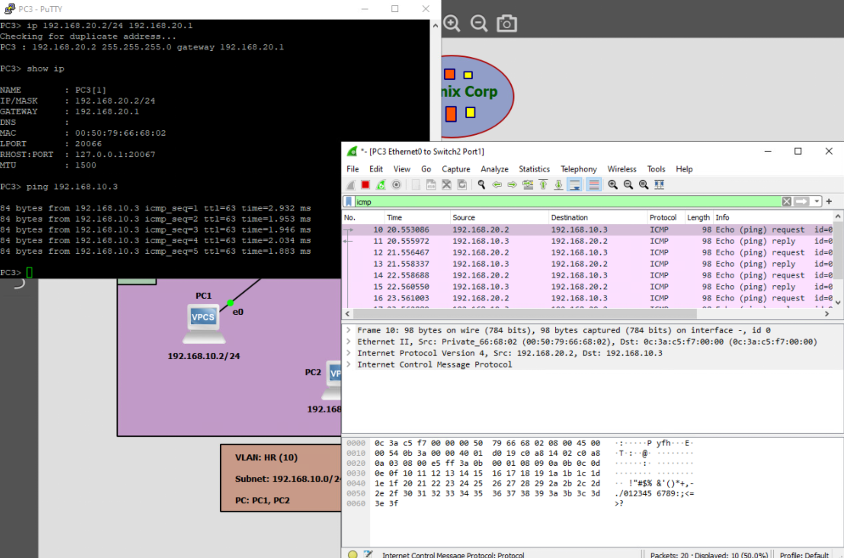 PC3 - PuTTY
PC3> ip 192.168.20.2/24 192.168.20.1
Checking for duplicate address...
PC3 : 192.168.20.2 255.255.255.0 gateway 192.168.20.1
PC3> show ip
NAME : PC3[1]
IP/MASK : 192.168.20.2/24
GATEWAY : 192.168.20.1
DNS :
MAC : 00:50:79:66:68:02
LPORT : 20066
RHOST:PORT : 127.0.0.1:20067
MTU : 1500
PC3> ping 192.168.10.3
84 bytes from 192.168.10.3 icmp_seq=1 ttl=63 time=2.932 ms
84 bytes from 192.168.10.3 icmp_seq=2 ttl=63 time=1.953 ms
84 bytes from 192.168.10.3 icmp_seq=3 ttl=63 time=1.946 ms
84 bytes from 192.168.10.3 icmp_seq=4 ttl=63 time=2.034 ms
84 bytes from 192.168.10.3 icmp_seq=5 ttl=63 time=1.883 ms
PC3>
nix Corp
*- [PC3 Ethernet0 to Switch2 Port1]
File Edit View Go Capture Analyze Statistics Telephony Wireless Tools Help
icmp
No. Time Source Destination Protocol Length Info
10 20.553086 192.168.20.2 192.168.10.3 ICMP 98 Echo (ping) request id=0
11 20.555972 192.168.10.3 192.168.20.2 ICMP 98 Echo (ping) reply id=0
12 21.556467 192.168.20.2 192.168.10.3 ICMP 98 Echo (ping) request id=0
13 21.558337 192.168.10.3 192.168.20.2 ICMP 98 Echo (ping) reply id=0
14 22.558688 192.168.20.2 192.168.10.3 ICMP 98 Echo (ping) request id=0
15 22.560550 192.168.10.3 192.168.20.2 ICMP 98 Echo (ping) reply id=0
16 23.561003 192.168.20.2 192.168.10.3 ICMP 98 Echo (ping) request id=0
Frame 10: 98 bytes on wire (784 bits), 98 bytes captured (784 bits) on interface -, id 0
Ethernet II, Src: Private_66:68:02 (00:50:79:66:68:02), Dst: 0c:3a:c5:f7:00:00 (0c:3a:c5:f7:00:00)
Internet Protocol Version 4, Src: 192.168.20.2, Dst: 192.168.10.3
Internet Control Message Protocol
0000 0c 3a c5 f7 00 00 00 50 79 66 68 02 08 00 45 00 ·:·····P yfh···E·
0010 00 54 0b 3a 00 00 40 01 d0 19 c0 a8 14 02 c0 a8 ·T·:··@· ········
0020 0a 03 08 00 e5 ff 3a 0b 00 01 08 09 0a 0b 0c 0d ······:· ········
0030 0e 0f 10 11 12 13 14 15 16 17 18 19 1a 1b 1c 1d ········ ········
0040 1e 1f 20 21 22 23 24 25 26 27 28 29 2a 2b 2c 2d ·· !"#$% &'()*+,-
0050 2e 2f 30 31 32 33 34 35 36 37 38 39 3a 3b 3c 3d ./012345 6789:;<=
0060 3e 3f >?
PC1
VPCS
e0
192.168.10.2/24
PC2
VP
192.168
VLAN: HR (10)
Subnet: 192.168.10.0/24
PC: PC1, PC2
Internet Control Message Protocol: Protocol
Packets: 20 · Displayed: 10 (50.0%)
Profile: Default